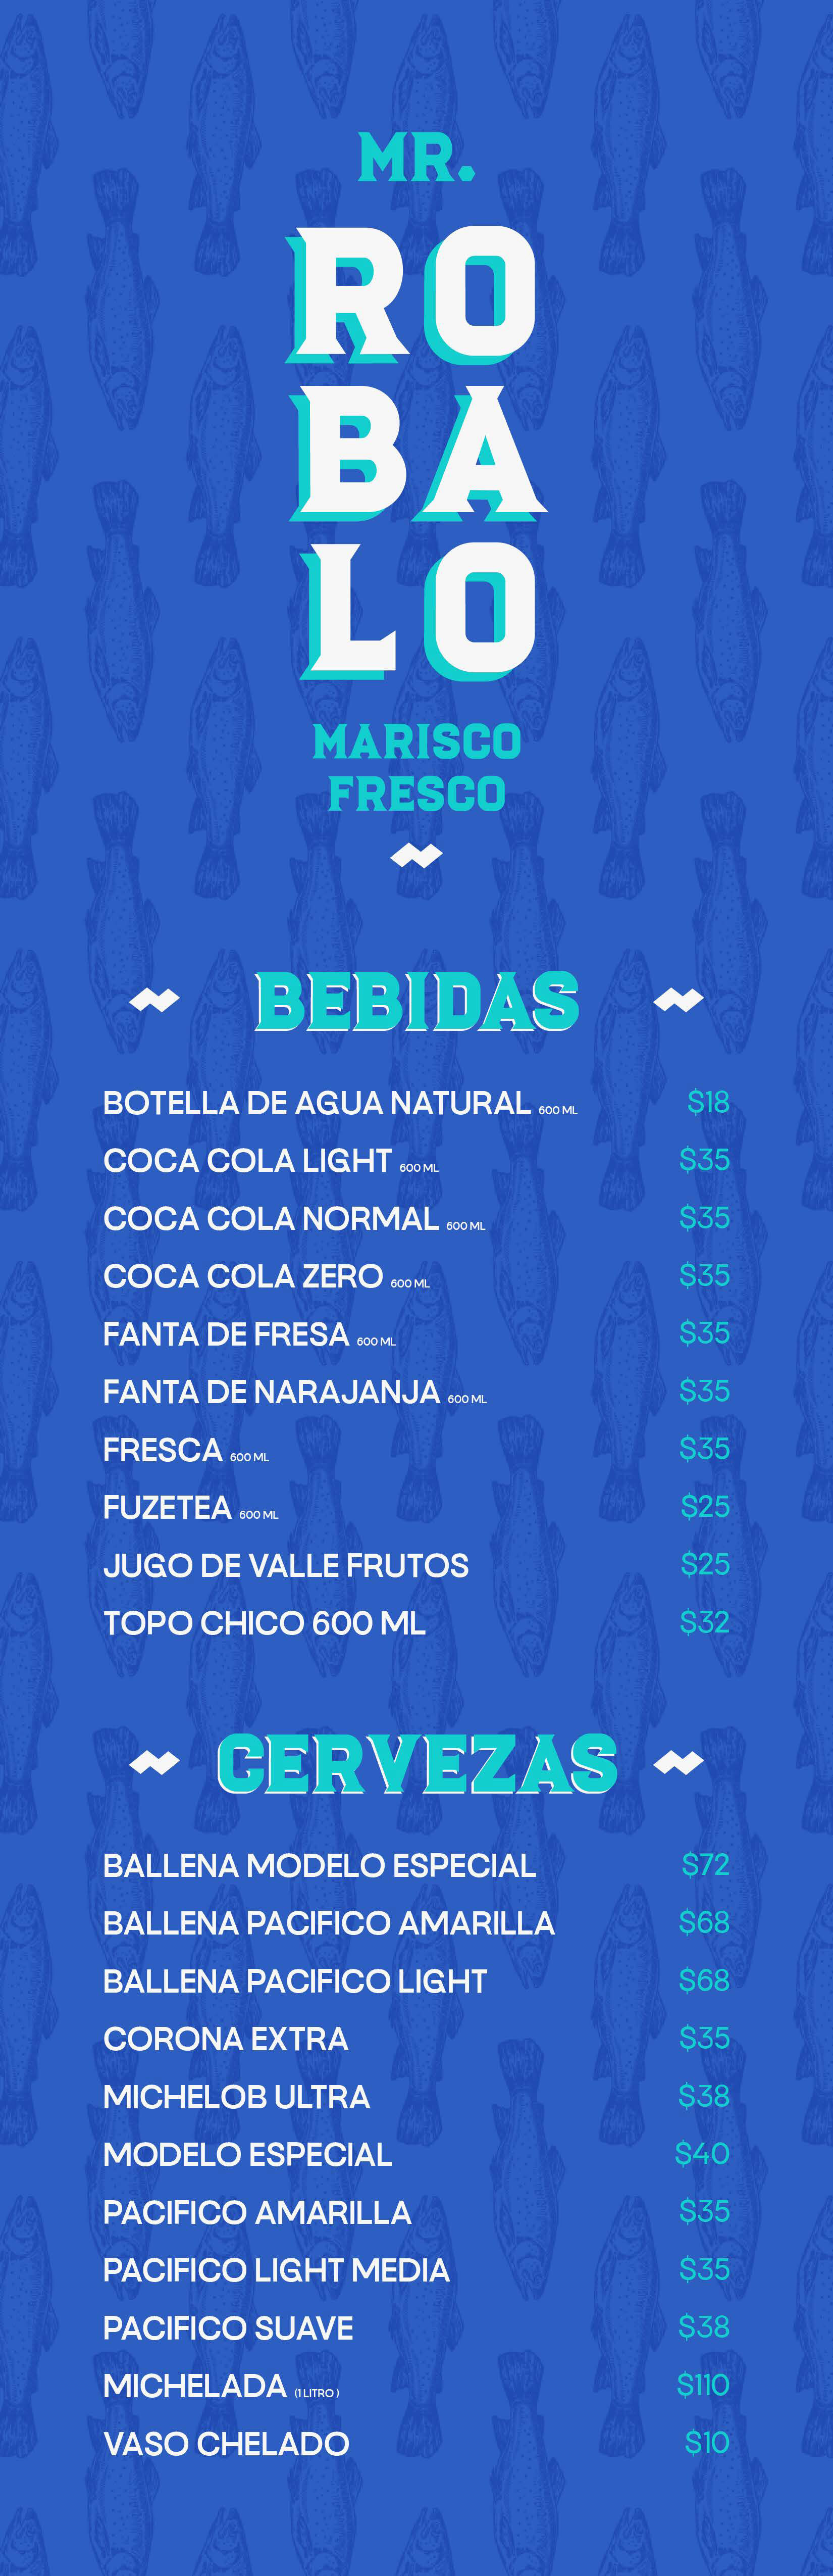 MR.
RO
BA
LO
MARISCO
FRESCO
BEBIDAS
BOTELLA DE AGUA NATURAL 600 ML $18
COCA COLA LIGHT 600 ML $35
COCA COLA NORMAL 600 ML $35
COCA COLA ZERO 600 ML $35
FANTA DE FRESA 600 ML $35
FANTA DE NARAJANJA 600 ML $35
FRESCA 600 ML $35
FUZETEA 600 ML $25
JUGO DE VALLE FRUTOS $25
TOPO CHICO 600 ML $32
CERVEZAS
BALLENA MODELO ESPECIAL $72
BALLENA PACIFICO AMARILLA $68
BALLENA PACIFICO LIGHT $68
CORONA EXTRA $35
MICHELOB ULTRA $38
MODELO ESPECIAL $40
PACIFICO AMARILLA $35
PACIFICO LIGHT MEDIA $35
PACIFICO SUAVE $38
MICHELADA (1 LITRO ) $110
VASO CHELADO $10